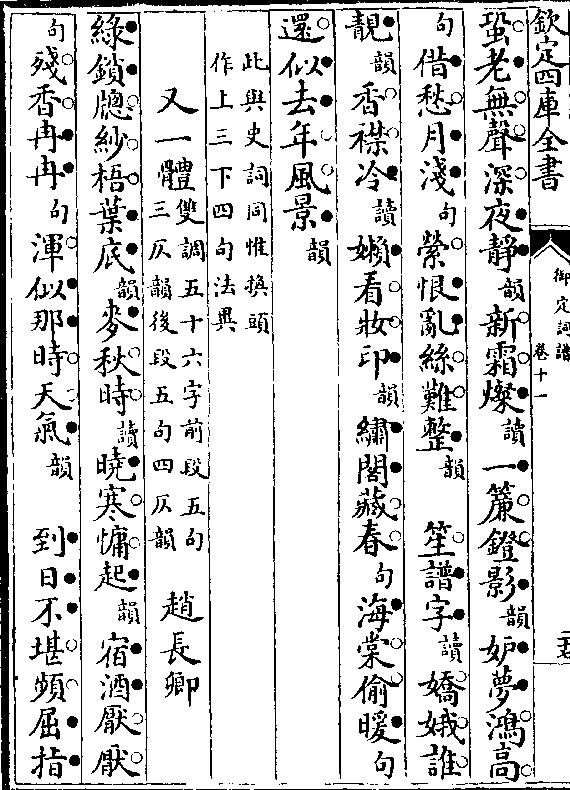 欽定四庫全書
御定詞譜
卷十一
蛩老無聲深夜靜韻新霜燦讀一簾鐙影韻妒夢鴻高
句偕愁月淺句縈恨亂絲難整韻 笙譜字讀嬌娥誰
靚韻香襟冷讀嬾看妝印韻繡閣藏春句海棠偷暖句
還似去年風景韻
此與史詞同惟換頭
作上三下四句法異
又一體雙調五十六字前段五句
三仄韻後段五句四仄韻 趙長卿
綠鎖牕紗梧葉底韻麥秋時讀曉寒慵起韻宿酒厭厭
句殘香冉冉句渾似那時天氣韻 到日不堪頻屈指